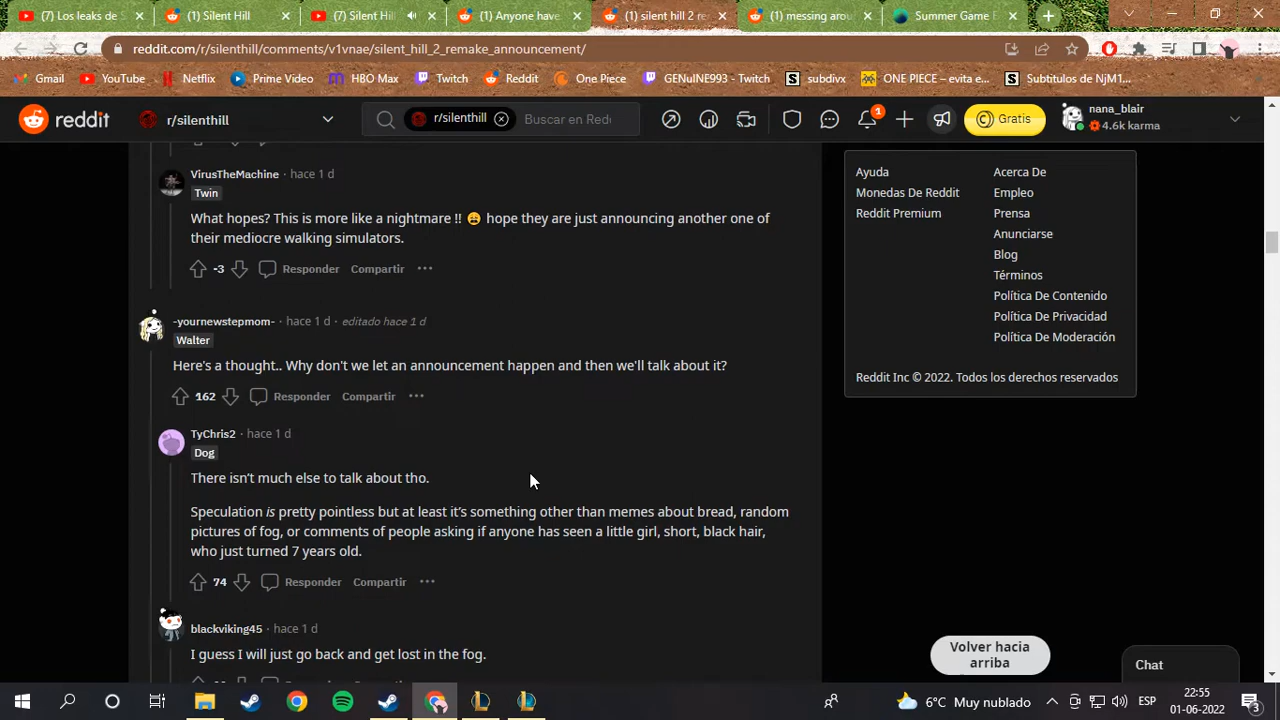 (7) Los leaks de S
(1) Silent Hill
(7) Silent Hi
(1) Anyone have
(1) silent hill 2 re
(1) messing arou
Summer Game
reddit.com/r/silenthill/comments/v1vnae/silent_hill_2_remake_announcement/
Gmail YouTube Netflix Prime Video HBO Max Twitch Reddit One Piece GENuINE993 - Twitch subdivx ONE PIECE – evita e... Subtitulos de NjM1...
reddit r/silenthill r/silenthill Buscar en Redd 1 Gratis nana_blair
4.6k karma
VirusTheMachine · hace 1 d
Twin
What hopes? This is more like a nightmare !! 😩 hope they are just announcing another one of
their mediocre walking simulators.
-3 Responder Compartir ···
-yournewstepmom- · hace 1 d · editado hace 1 d
Walter
Here's a thought.. Why don't we let an announcement happen and then we'll talk about it?
162 Responder Compartir ···
TyChris2 · hace 1 d
Dog
There isn't much else to talk about tho.
Speculation is pretty pointless but at least it's something other than memes about bread, random
pictures of fog, or comments of people asking if anyone has seen a little girl, short, black hair,
who just turned 7 years old.
74 Responder Compartir ···
blackviking45 · hace 1 d
I guess I will just go back and get lost in the fog.
Ayuda Acerca De
Monedas De Reddit Empleo
Reddit Premium Prensa
Anunciarse
Blog
Términos
Política De Contenido
Política De Privacidad
Política De Moderación
Reddit Inc © 2022. Todos los derechos reservados
Volver hacia
arriba
Chat
6°C Muy nublado ESP 22:55
01-06-2022
3